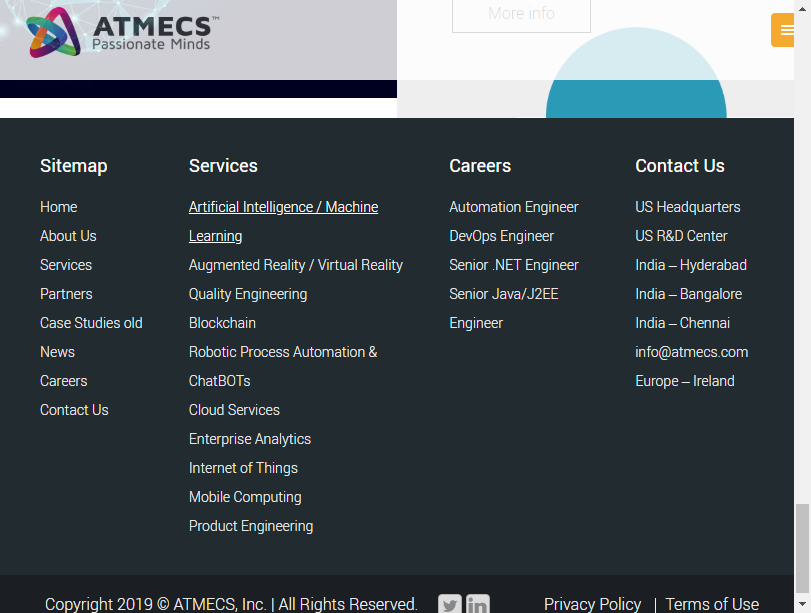 ATMECS™
Passionate Minds
More info
Sitemap
Home
About Us
Services
Partners
Case Studies old
News
Careers
Contact Us
Services
Artificial Intelligence / Machine
Learning
Augmented Reality / Virtual Reality
Quality Engineering
Blockchain
Robotic Process Automation &
ChatBOTs
Cloud Services
Enterprise Analytics
Internet of Things
Mobile Computing
Product Engineering
Careers
Automation Engineer
DevOps Engineer
Senior .NET Engineer
Senior Java/J2EE
Engineer
Contact Us
US Headquarters
US R&D Center
India – Hyderabad
India – Bangalore
India – Chennai
info@atmecs.com
Europe – Ireland
Copyright 2019 © ATMECS, Inc. | All Rights Reserved.
in
Privacy Policy | Terms of Use